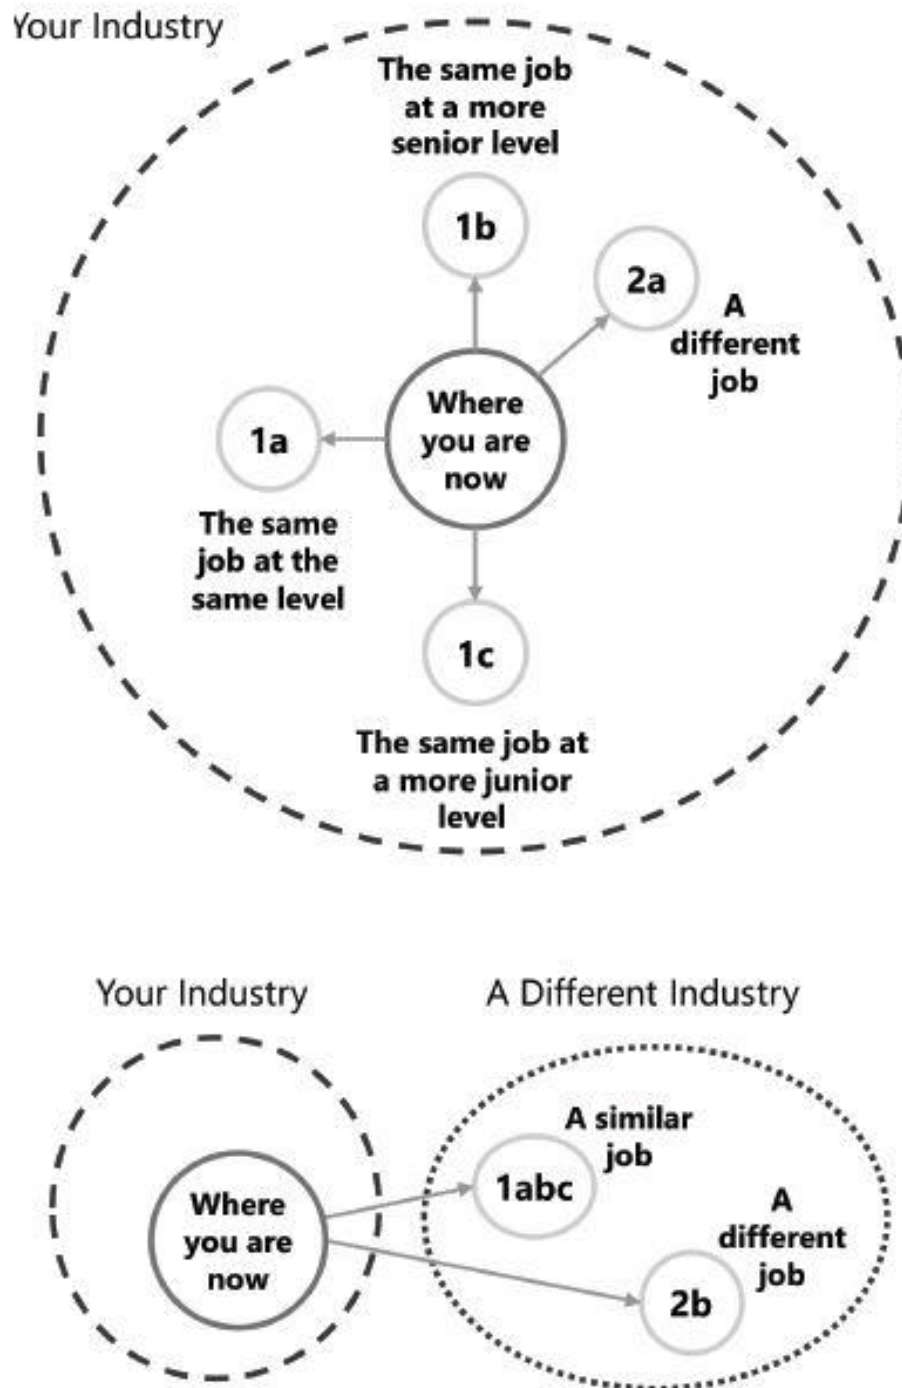 Your Industry
The same job
at a more
senior level
1b
2a
A
different
job
Where
you are
now
1a
The same
job at the
same level
1c
The same job at
a more junior
level
Your Industry
A Different Industry
A similar
job
1abc
Where
you are
now
A
different
job
2b